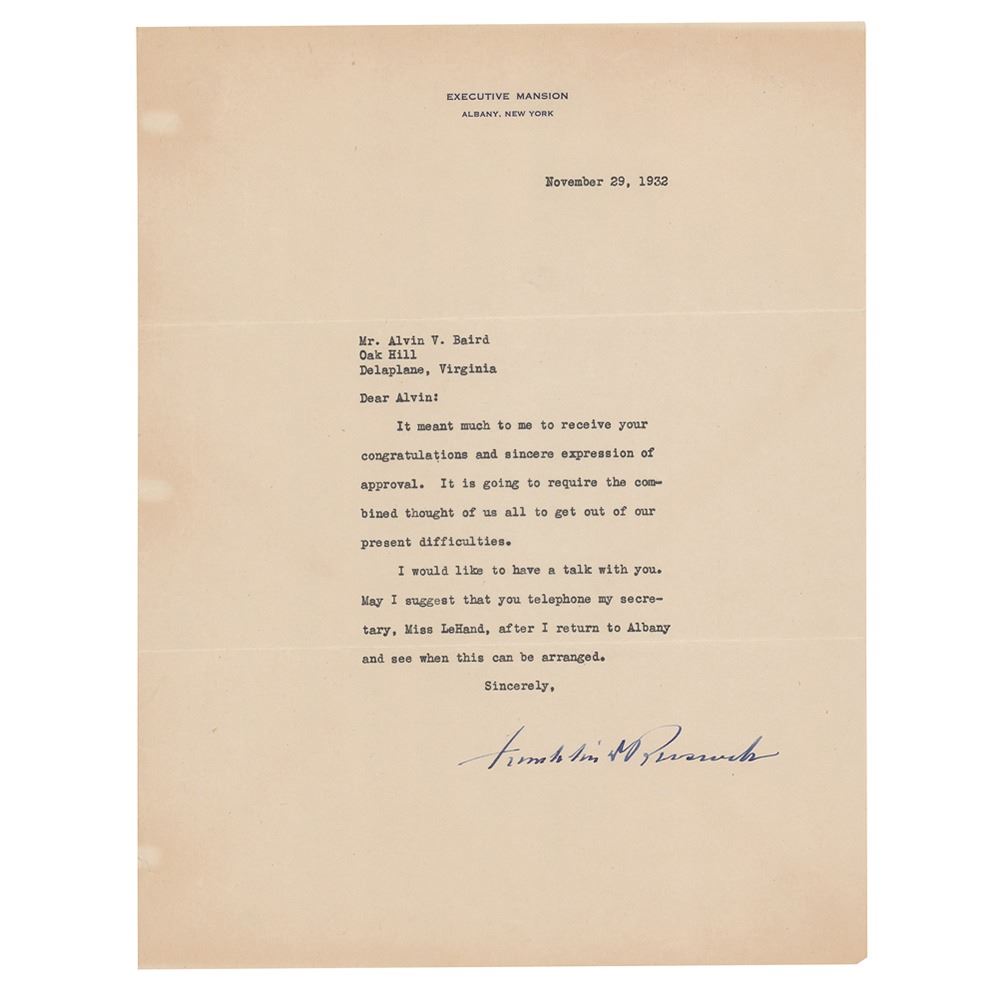 EXECUTIVE MANSION
ALBANY, NEW YORK
November 29, 1932
Mr. Alvin V. Baird
Oak Hill
Delaplane, Virginia
Dear Alvin:
It meant much to me to receive your
congratulations and sincere expression of
approval. It is going to require the com-
bined thought of us all to get out of our
present difficulties.
I would like to have a talk with you.
May I suggest that you telephone my secre-
tary, Miss LeHand, after I return to Albany
and see when this can be arranged.
Sincerely,
Franklin D Roosevelt